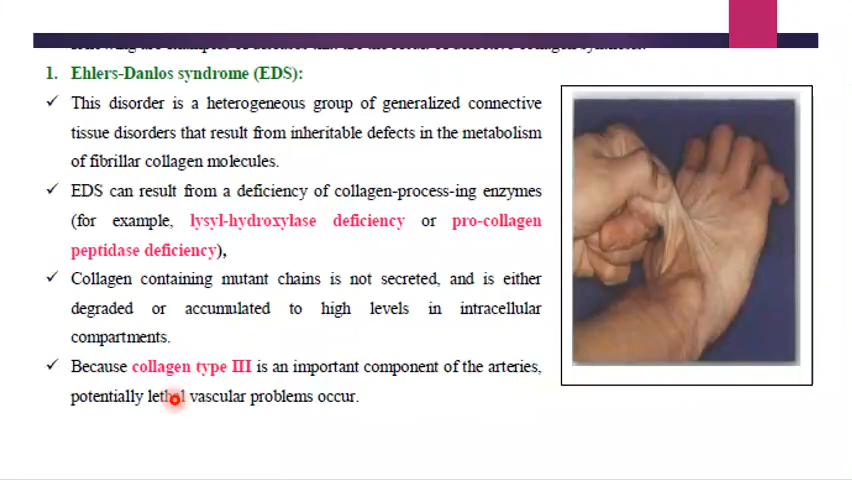 1. Ehlers-Danlos syndrome (EDS):
✓ This disorder is a heterogeneous group of generalized connective
tissue disorders that result from inheritable defects in the metabolism
of fibrillar collagen molecules.
✓ EDS can result from a deficiency of collagen-process-ing enzymes
(for example, lysyl-hydroxylase deficiency or pro-collagen
peptidase deficiency),
✓ Collagen containing mutant chains is not secreted, and is either
degraded or accumulated to high levels in intracellular
compartments.
✓ Because collagen type III is an important component of the arteries,
potentially lethal vascular problems occur.